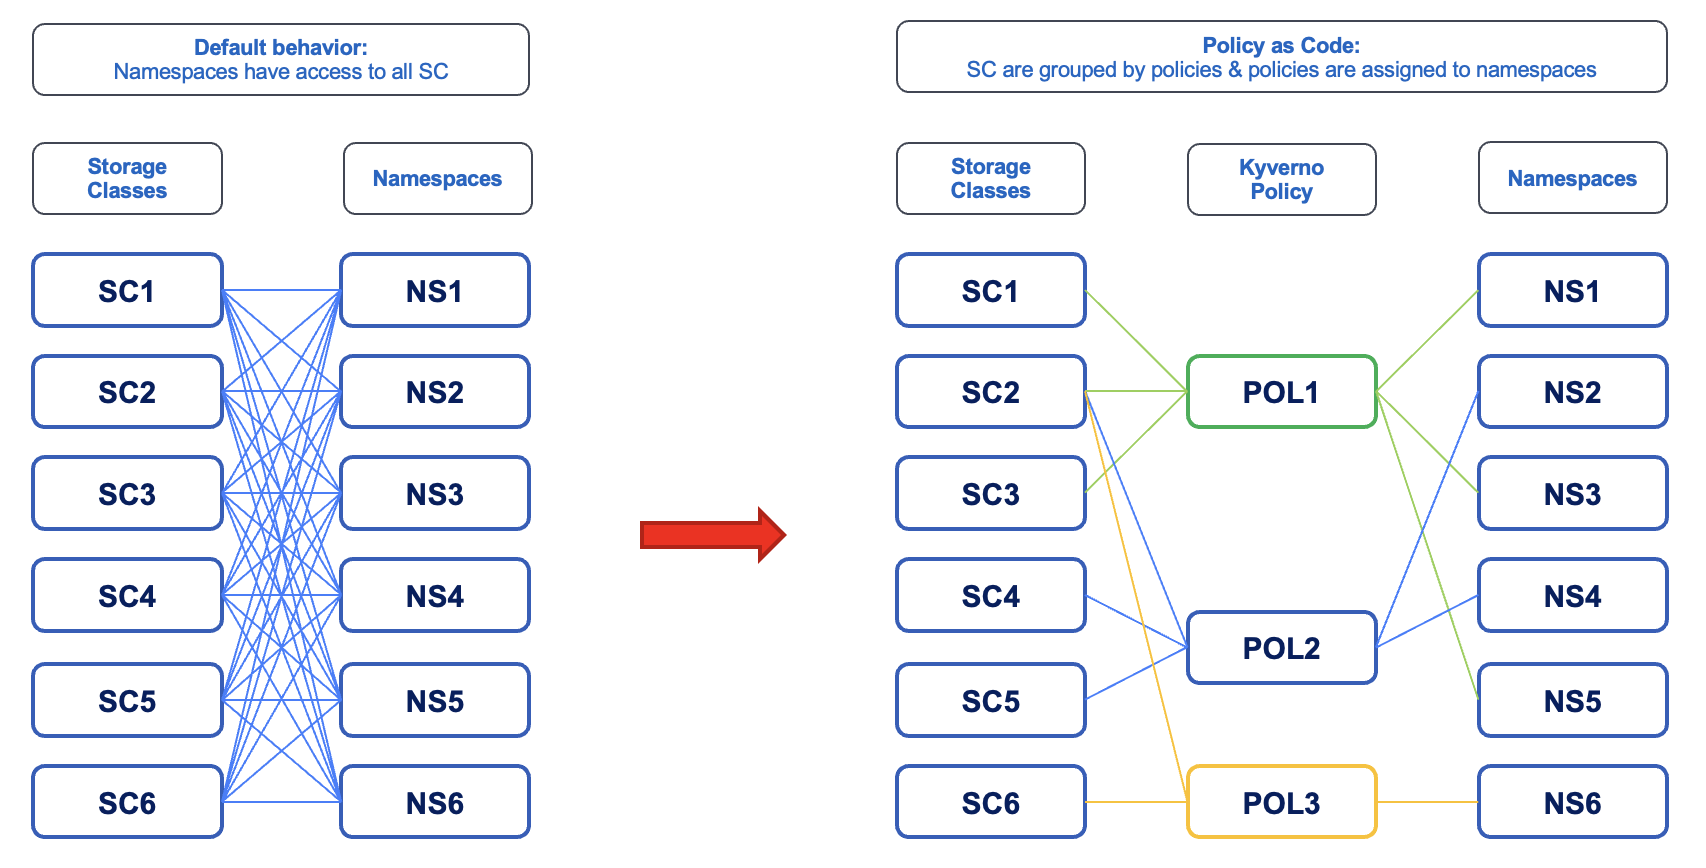 Default behavior:
Namespaces have access to all SC
Storage
Classes
Namespaces
SC1
NS1
SC2
NS2
SC3
NS3
SC4
NS4
SC5
NS5
SC6
NS6
Policy as Code:
SC are grouped by policies & policies are assigned to namespaces
Storage
Classes
Kyverno
Policy
Namespaces
SC1
NS1
SC2
POL1
NS2
SC3
NS3
SC4
NS4
POL2
SC5
NS5
SC6
POL3
NS6